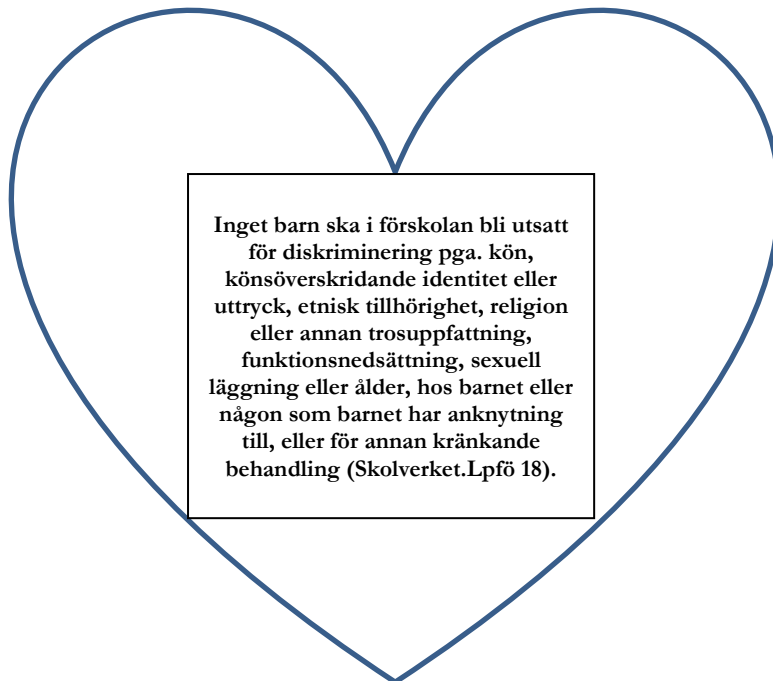 Inget barn ska i förskolan bli utsatt
för diskriminering pga. kön,
könsöverskridande identitet eller
uttryck, etnisk tillhörighet, religion
eller annan trosuppfattning,
funktionsnedsättning, sexuell
läggning eller ålder, hos barnet eller
någon som barnet har anknytning
till, eller för annan kränkande
behandling (Skolverket.Lpfö 18).